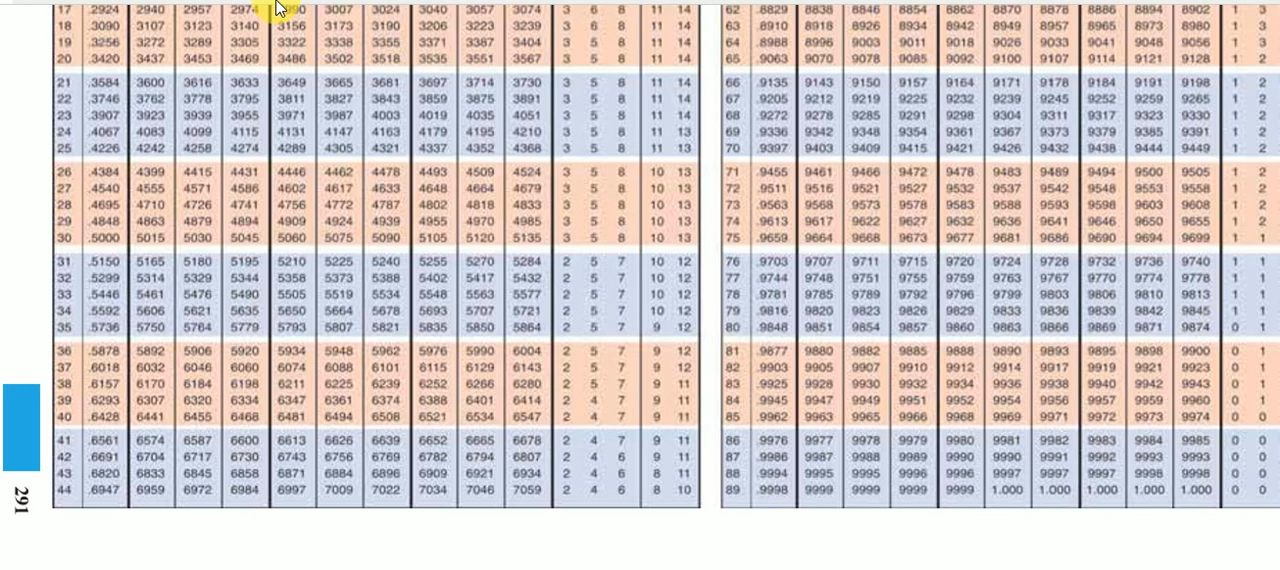 17 .2924 2940 2957 3007 3024 3040 3057 3074 3 6 8 11 14
18 .3090 3107 3123 3140 3156 3173 3190 3206 3223 3239 3 6 8 11 14
19 .3256 3272 3289 3305 3322 3338 3355 3371 3387 3404 3 5 8 11 14
20 .3420 3437 3453 3469 3486 3502 3518 3535 3551 3567 3 5 8 11 14
21 .3584 3600 3616 3633 3649 3665 3681 3697 3714 3730 3 5 8 11 14
22 .3746 3762 3778 3795 3811 3827 3843 3859 3875 3891 3 5 8 11 14
23 .3907 3923 3939 3955 3971 3987 4003 4019 4035 4051 3 5 8 11 14
24 .4067 4083 4099 4115 4131 4147 4163 4179 4195 4210 3 5 8 11 13
25 .4226 4242 4258 4274 4289 4305 4321 4337 4352 4368 3 5 8 11 13
26 .4384 4399 4415 4431 4446 4462 4478 4493 4509 4524 3 5 8 10 13
27 .4540 4555 4571 4586 4602 4617 4633 4648 4664 4679 3 5 8 10 13
28 .4695 4710 4726 4741 4756 4772 4787 4802 4818 4833 3 5 8 10 13
29 .4848 4863 4879 4894 4909 4924 4939 4955 4970 4985 3 5 8 10 13
30 .5000 5015 5030 5045 5060 5075 5090 5105 5120 5135 3 5 8 10 13
31 .5150 5165 5180 5195 5210 5225 5240 5255 5270 5284 2 5 7 10 12
32 .5299 5314 5329 5344 5358 5373 5388 5402 5417 5432 2 5 7 10 12
33 .5446 5461 5476 5490 5505 5519 5534 5548 5563 5577 2 5 7 10 12
34 .5592 5606 5621 5635 5650 5664 5678 5693 5707 5721 2 5 7 10 12
35 .5736 5750 5764 5779 5793 5807 5821 5835 5850 5864 2 5 7 9 12
36 .5878 5892 5906 5920 5934 5948 5962 5976 5990 6004 2 5 7 9 12
37 .6018 6032 6046 6060 6074 6088 6101 6115 6129 6143 2 5 7 9 12
38 .6157 6170 6184 6198 6211 6225 6239 6252 6266 6280 2 5 7 9 11
39 .6293 6307 6320 6334 6347 6361 6374 6388 6401 6414 2 4 7 9 11
40 .6428 6441 6455 6468 6481 6494 6508 6521 6534 6547 2 4 7 9 11
41 .6561 6574 6587 6600 6613 6626 6639 6652 6665 6678 2 4 7 9 11
42 .6691 6704 6717 6730 6743 6756 6769 6782 6794 6807 2 4 6 9 11
43 .6820 6833 6845 6858 6871 6884 6896 6909 6921 6934 2 4 6 8 11
44 .6947 6959 6972 6984 6997 7009 7022 7034 7046 7059 2 4 6 8 10
62 .8829 8838 8846 8854 8862 8870 8878 8886 8894 8902 1 3
63 .8910 8918 8926 8934 8942 8949 8957 8965 8973 8980 1 3
64 .8988 8996 9003 9011 9018 9026 9033 9041 9048 9056 1 3
65 .9063 9070 9078 9085 9092 9100 9107 9114 9121 9128 1 2
66 .9135 9143 9150 9157 9164 9171 9178 9184 9191 9198 1 2
67 .9205 9212 9219 9225 9232 9239 9245 9252 9259 9265 1 2
68 .9272 9278 9285 9291 9298 9304 9311 9317 9323 9330 1 2
69 .9336 9342 9348 9354 9361 9367 9373 9379 9385 9391 1 2
70 .9397 9403 9409 9415 9421 9426 9432 9438 9444 9449 1 2
71 .9455 9461 9466 9472 9478 9483 9489 9494 9500 9505 1 2
72 .9511 9516 9521 9527 9532 9537 9542 9548 9553 9558 1 2
73 .9563 9568 9573 9578 9583 9588 9593 9598 9603 9608 1 2
74 .9613 9617 9622 9627 9632 9636 9641 9646 9650 9655 1 2
75 .9659 9664 9668 9673 9677 9681 9686 9690 9694 9699 1 1
76 .9703 9707 9711 9715 9720 9724 9728 9732 9736 9740 1 1
77 .9744 9748 9751 9755 9759 9763 9767 9770 9774 9778 1 1
78 .9781 9785 9789 9792 9796 9799 9803 9806 9810 9813 1 1
79 .9816 9820 9823 9826 9829 9833 9836 9839 9842 9845 1 1
80 .9848 9851 9854 9857 9860 9863 9866 9869 9871 9874 0 1
81 .9877 9880 9882 9885 9888 9890 9893 9895 9898 9900 0 1
82 .9903 9905 9907 9910 9912 9914 9917 9919 9921 9923 0 1
83 .9925 9928 9930 9932 9934 9936 9938 9940 9942 9943 0 1
84 .9945 9947 9949 9951 9952 9954 9956 9957 9959 9960 0 1
85 .9962 9963 9965 9966 9968 9969 9971 9972 9973 9974 0 0
86 .9976 9977 9978 9979 9980 9981 9982 9983 9984 9985 0 0
87 .9986 9987 9988 9989 9990 9990 9991 9992 9993 9993 0 0
88 .9994 9995 9995 9996 9996 9997 9997 9997 9998 9998 0 0
89 .9998 9999 9999 9999 9999 1.000 1.000 1.000 1.000 1.000 0 0
291